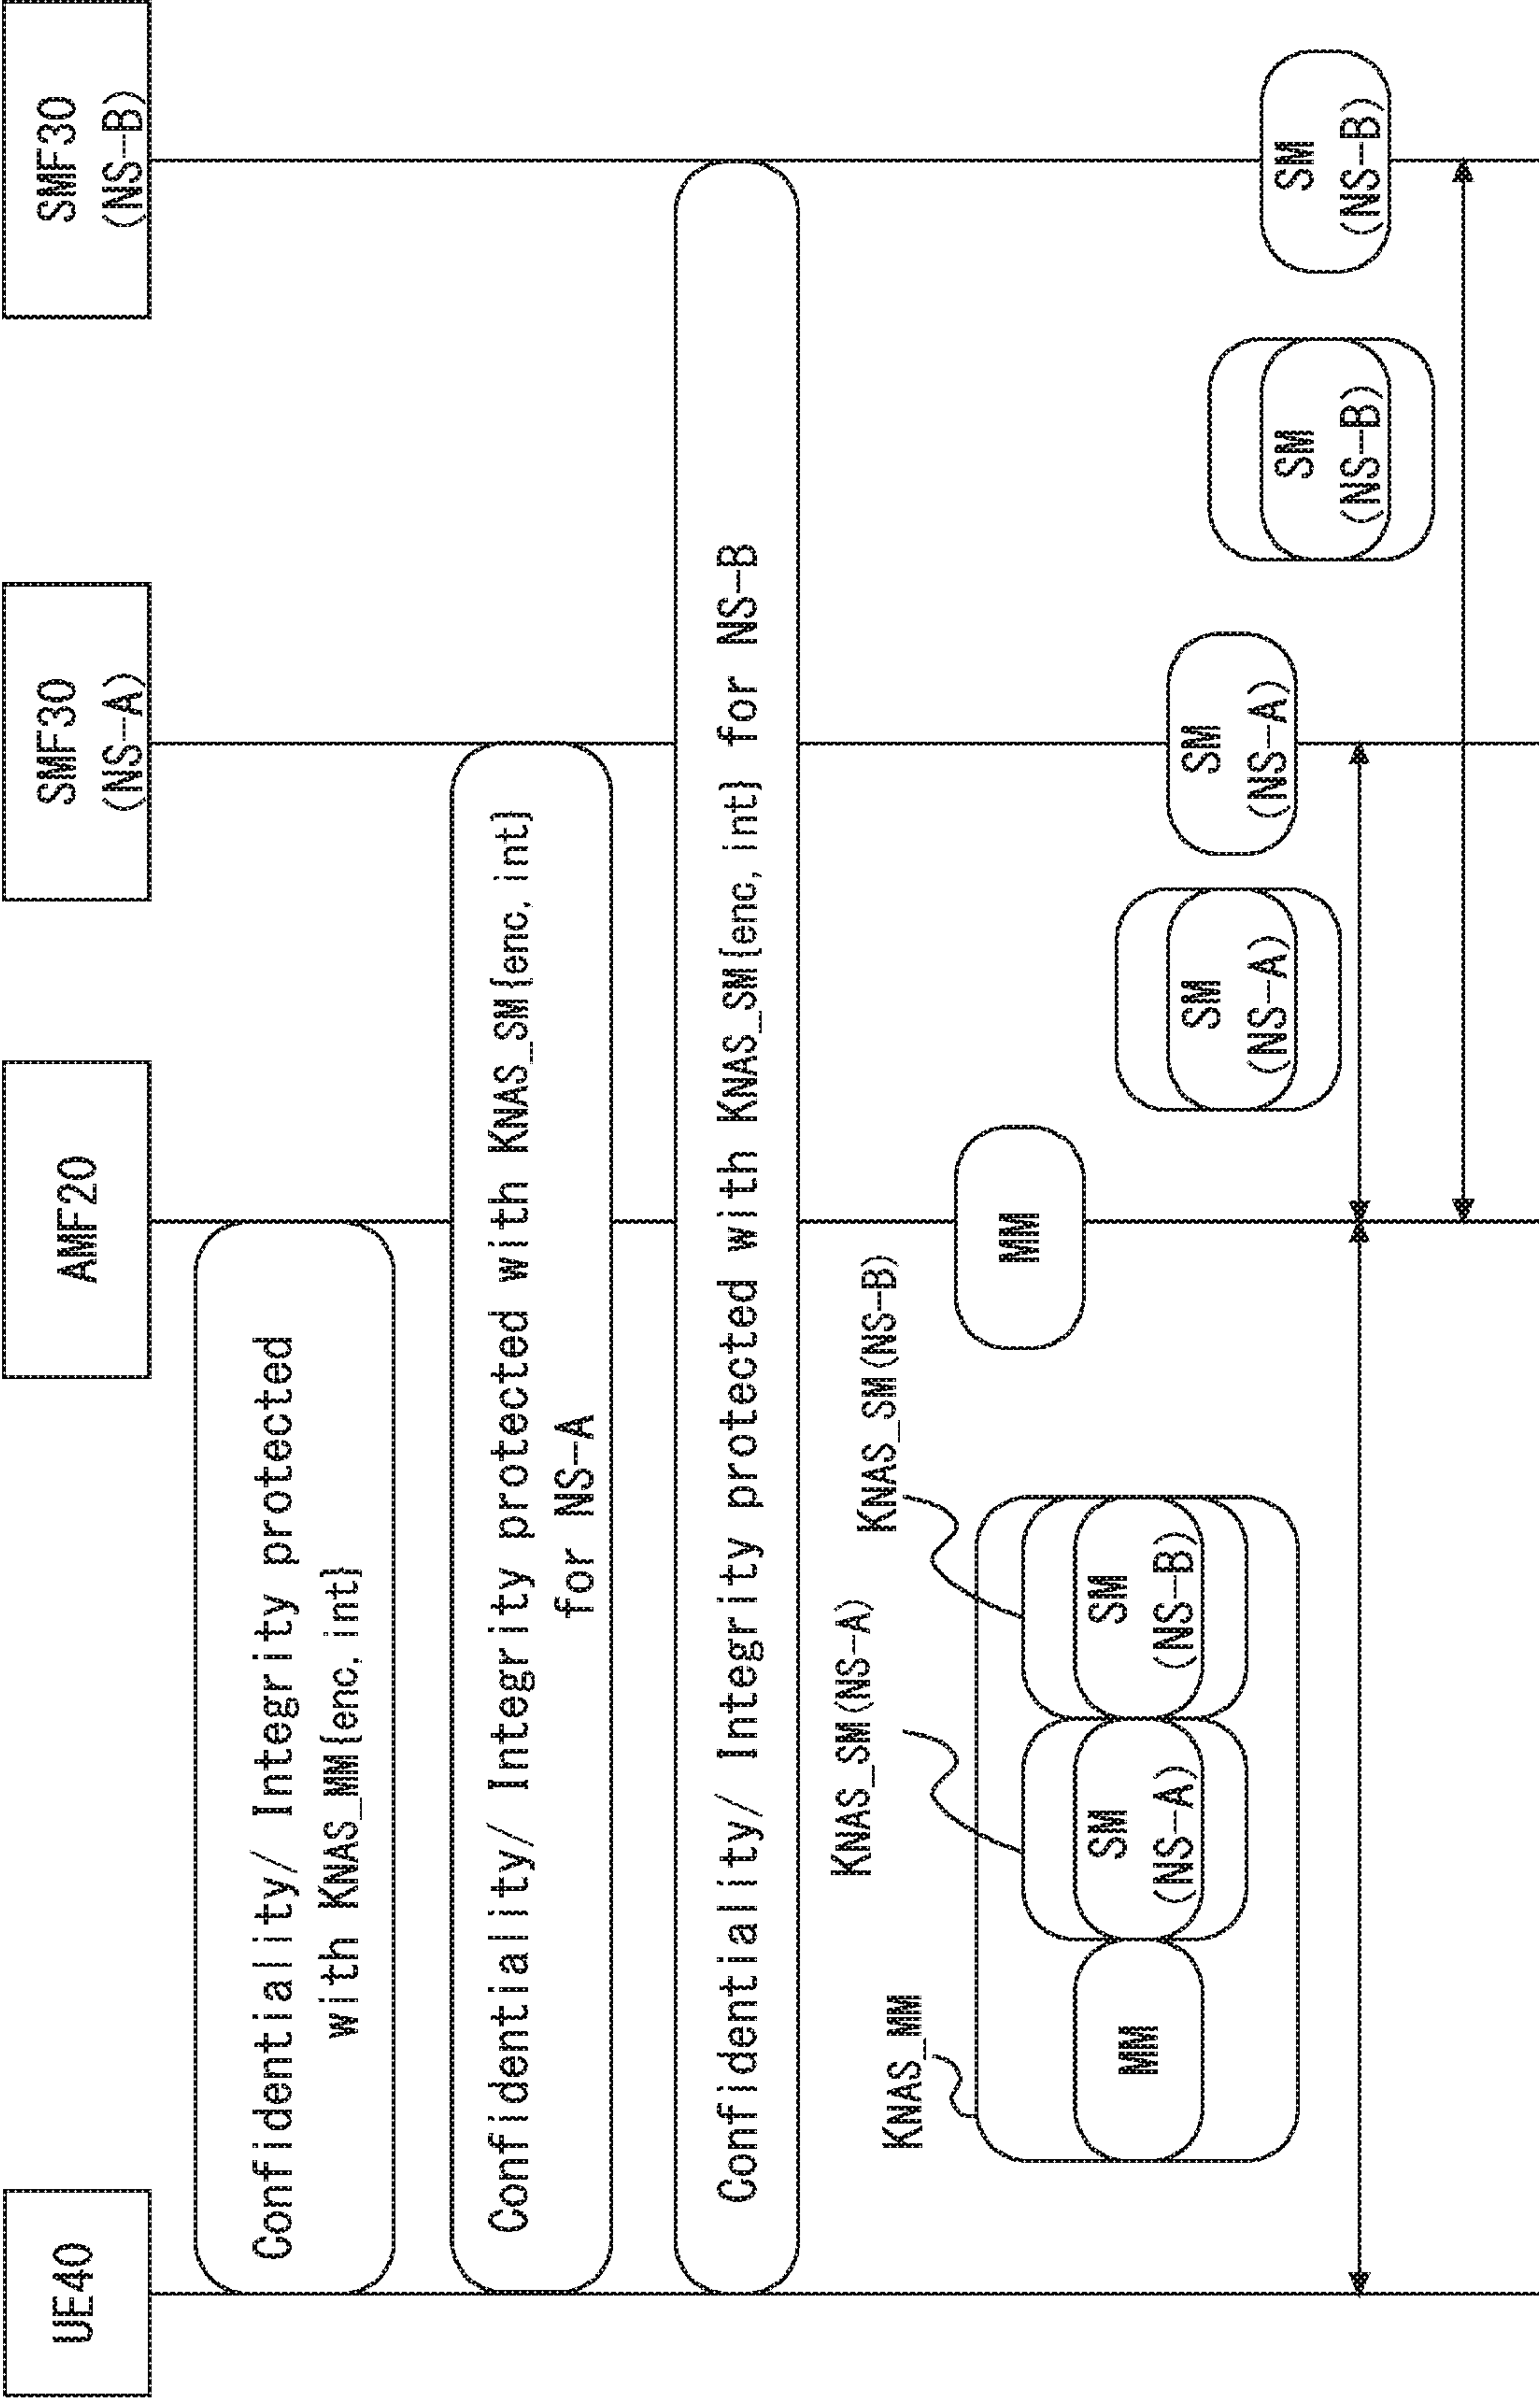 UE40
AMF20
SMF30
(NS-A)
SMF30
(NS-B)
Confidentiality/ Integrity protected
with KNAS_MM{enc, int}
Confidentiality/ Integrity protected with KNAS_SM{enc, int}
for NS-A
Confidentiality/ Integrity protected with KNAS_SM{enc, int} for NS-B
KNAS_MM
KNAS_SM(NS-A)
KNAS_SM(NS-B)
MM
SM
(NS-A)
SM
(NS-B)
MM
SM
(NS-A)
SM
(NS-A)
SM
(NS-B)
SM
(NS-B)